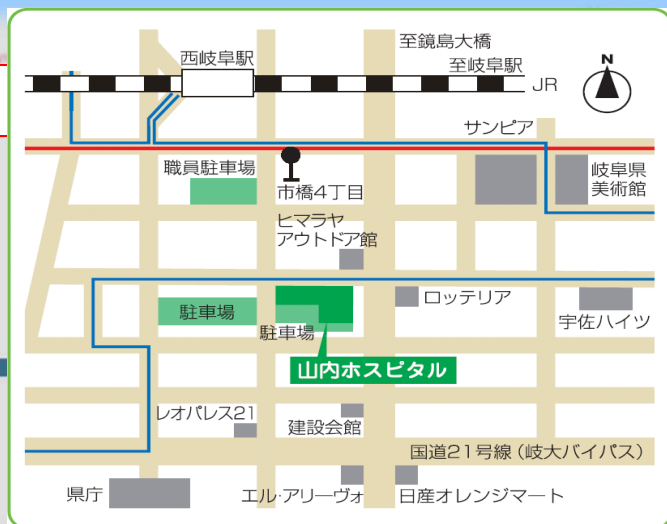 至鏡島大橋
西岐阜駅
至岐阜駅
N
JR
サンピア
職員駐車場
岐阜県
美術館
市橋4丁目
ヒマラヤ
アウトドア館
ロッテリア
駐車場
宇佐ハイツ
駐車場
山内ホスピタル
レオパレス21
建設会館
国道21号線(岐大バイパス)
県庁
エル・アリーヴォ
日産オレンジマート